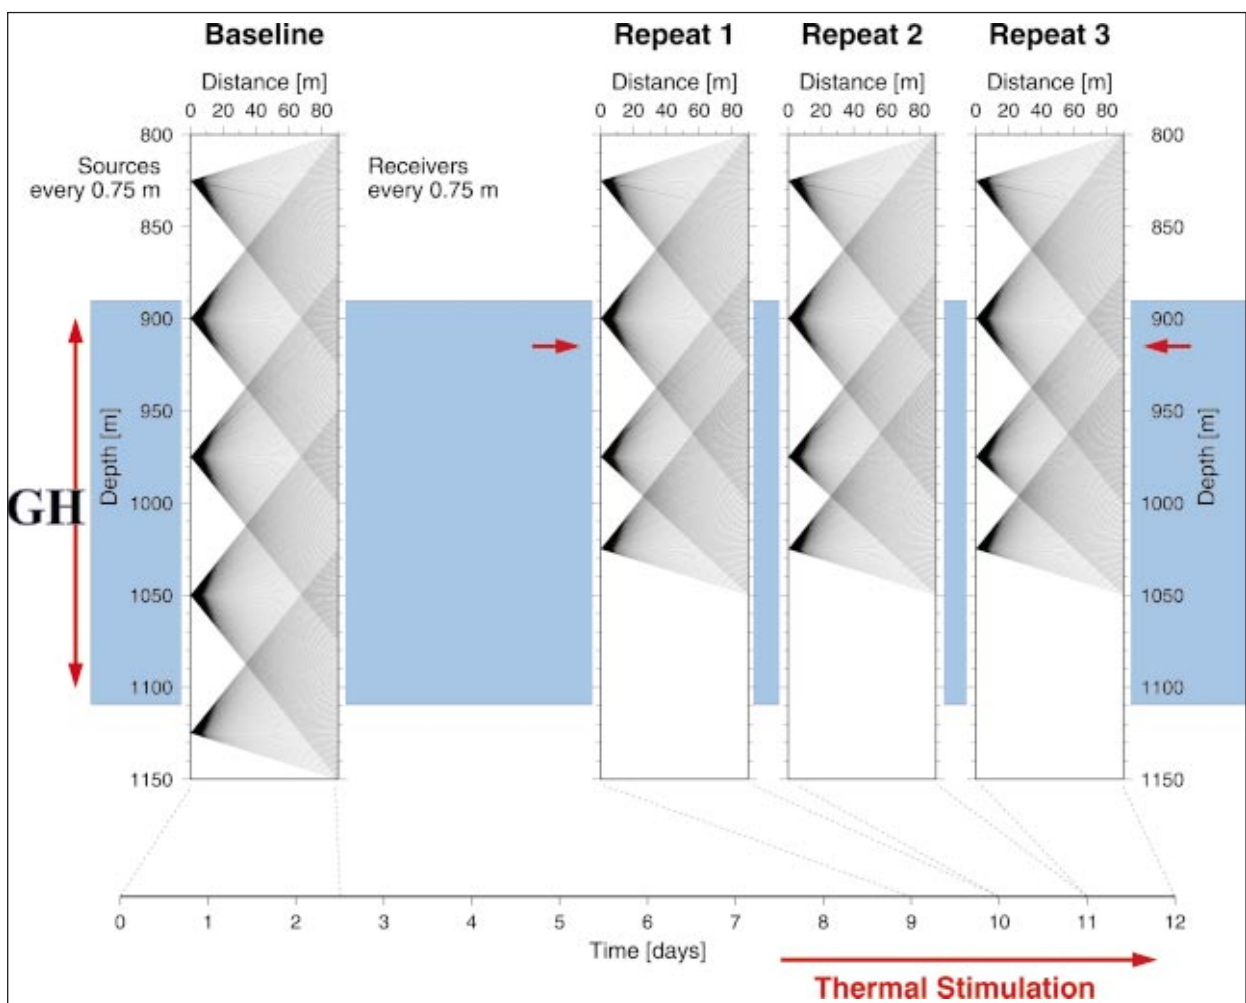 Baseline Repeat 1 Repeat 2 Repeat 3
Distance [m] Distance [m] Distance [m] Distance [m]
0 20 40 60 80 0 20 40 60 80 0 20 40 60 80 0 20 40 60 80
800 800
Sources
every 0.75 m
Receivers
every 0.75 m
850 850
900 900
950 950
Depth [m] Depth [m]
GH
1000 1000
1050 1050
1100 1100
1150 1150
0 1 2 3 4 5 6 7 8 9 10 11 12
Time [days]
Thermal Stimulation